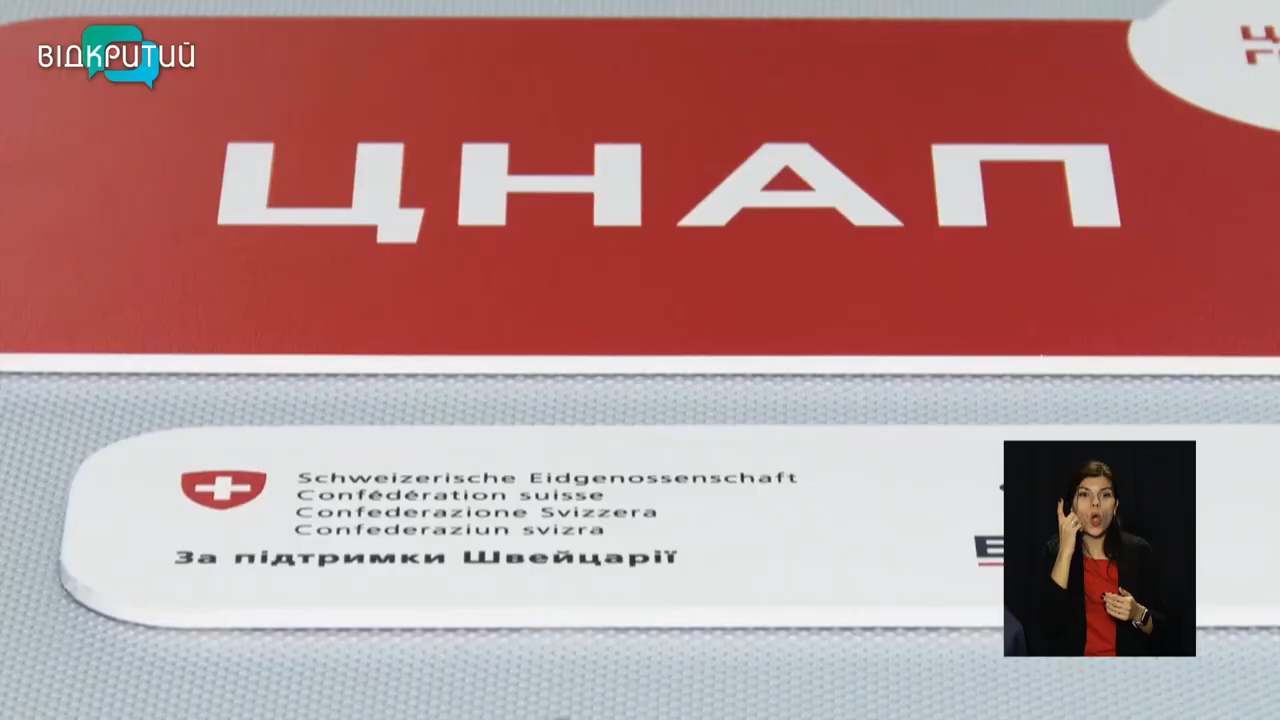 ВІДКРИТИЙ
ЦНАП
Schweizerische Eidgenossenschaft
Confédération suisse
Confederazione Svizzera
Confederaziun svizra
За підтримки Швейцарії